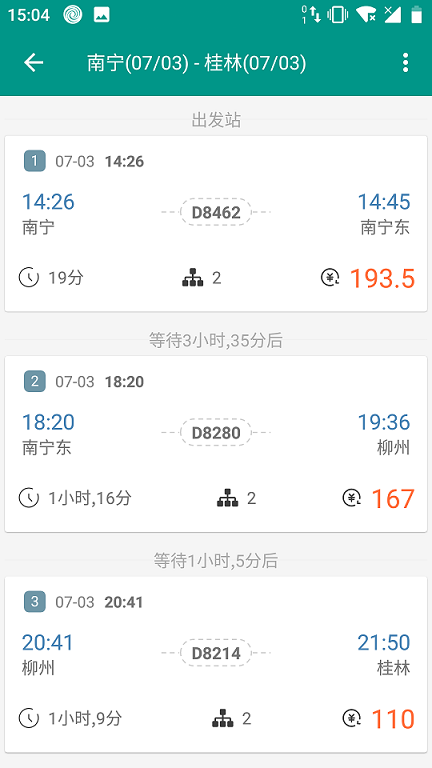 15:04
南宁(07/03) - 桂林(07/03)
出发站
1 07-03 14:26
14:26 D8462 14:45
南宁 南宁东
19分 2 193.5
等待3小时,35分后
2 07-03 18:20
18:20 D8280 19:36
南宁东 柳州
1小时,16分 2 167
等待1小时,5分后
3 07-03 20:41
20:41 D8214 21:50
柳州 桂林
1小时,9分 2 110